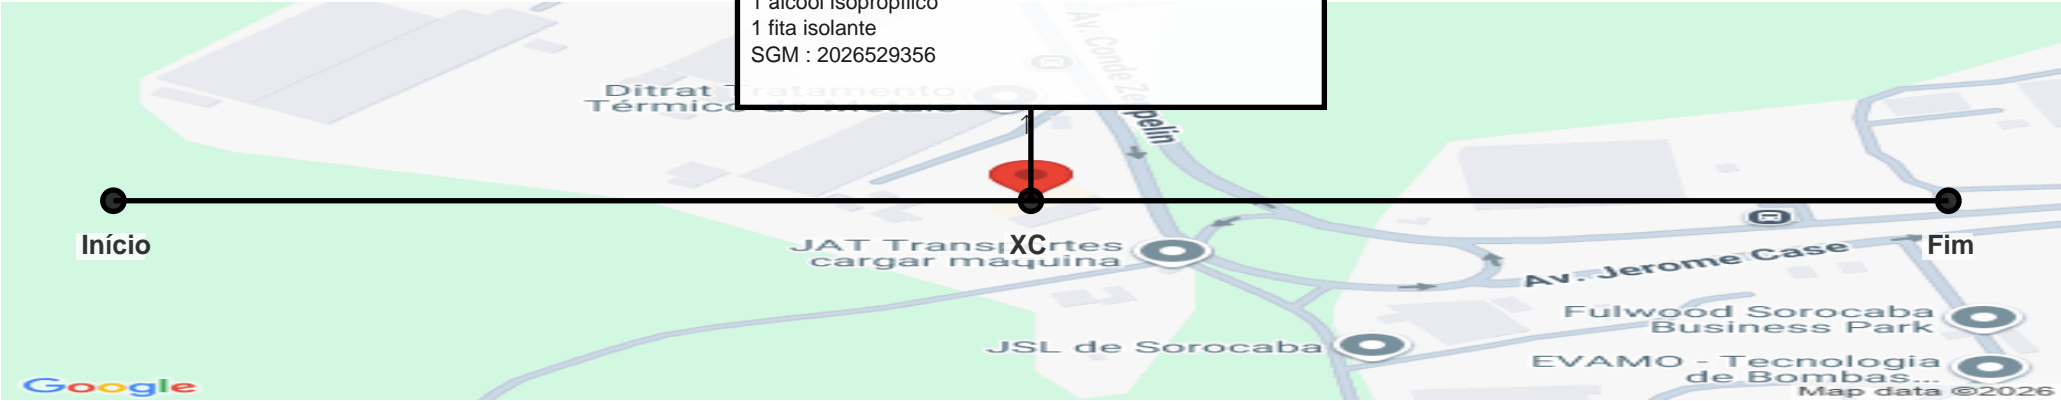 1 álcool isopropílico
1 fita isolante
SGM : 2026529356
Av. Conde Zeppelin
Ditrat Tratamento
Térmico de Metais
1
Início
XC
Fim
JAT Transportes
cargar maquina
Av. Jerome Case
Fulwood Sorocaba
Business Park
JSL de Sorocaba
EVAMO - Tecnologia
de Bombas...
Google
Map data ©2026